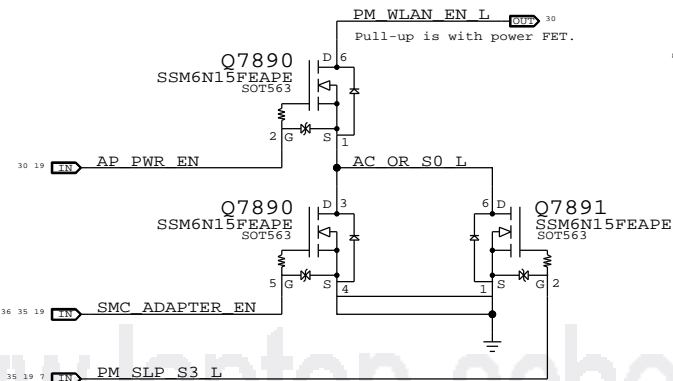 PM_WLAN_EN_L OUT 30
Pull-up is with power FET.
D 6
Q7890
SSM6N15FEAPE
SOT563
2 G S 1
30 19 IN AP_PWR_EN
AC_OR_S0_L
Q7890
SSM6N15FEAPE
SOT563
D 3
6 D
Q7891
SSM6N15FEAPE
SOT563
5 G S 4
1 S G 2
36 35 19 IN SMC_ADAPTER_EN
35 19 7 IN PM_SLP_S3_L